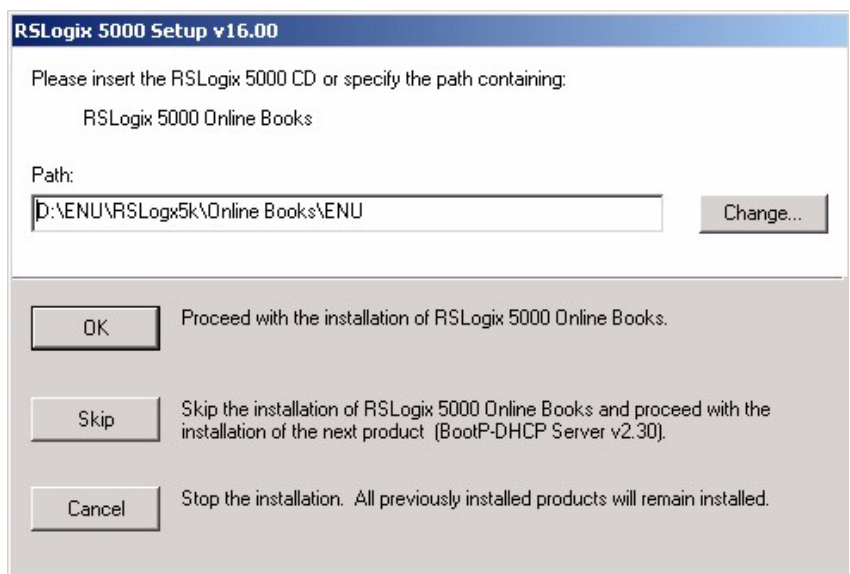 RSLogix 5000 Setup v16.00
Please insert the RSLogix 5000 CD or specify the path containing:
RSLogix 5000 Online Books
Path:
D:\ENU\RSLogx5k\Online Books\ENU
Change...
OK
Proceed with the installation of RSLogix 5000 Online Books.
Skip
Skip the installation of RSLogix 5000 Online Books and proceed with the
installation of the next product (BootP-DHCP Server v2.30).
Cancel
Stop the installation. All previously installed products will remain installed.